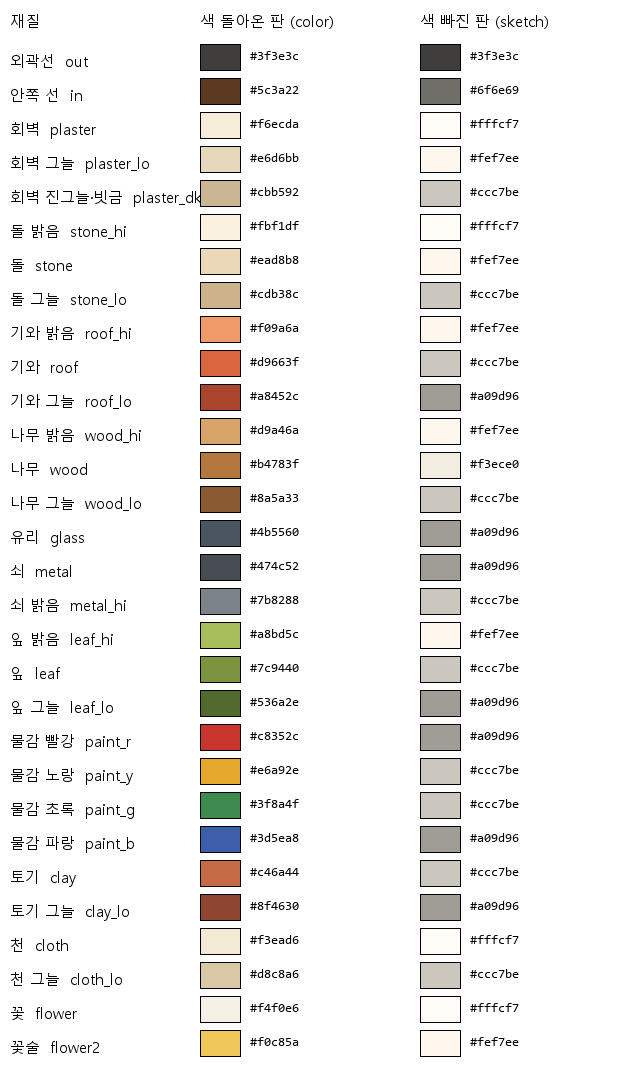 재질 색 돌아온 판 (color) 색 빠진 판 (sketch)
외곽선 out #3f3e3c #3f3e3c
안쪽 선 in #5c3a22 #6f6e69
회벽 plaster #f6ecda #fffcf7
회벽 그늘 plaster_lo #e6d6bb #fef7ee
회벽 진그늘·빗금 plaster_dk #cbb592 #ccc7be
돌 밝음 stone_hi #fbf1df #fffcf7
돌 stone #ead8b8 #fef7ee
돌 그늘 stone_lo #cdb38c #ccc7be
기와 밝음 roof_hi #f09a6a #fef7ee
기와 roof #d9663f #ccc7be
기와 그늘 roof_lo #a8452c #a09d96
나무 밝음 wood_hi #d9a46a #fef7ee
나무 wood #b4783f #f3ece0
나무 그늘 wood_lo #8a5a33 #ccc7be
유리 glass #4b5560 #a09d96
쇠 metal #474c52 #a09d96
쇠 밝음 metal_hi #7b8288 #ccc7be
잎 밝음 leaf_hi #a8bd5c #fef7ee
잎 leaf #7c9440 #ccc7be
잎 그늘 leaf_lo #536a2e #a09d96
물감 빨강 paint_r #c8352c #a09d96
물감 노랑 paint_y #e6a92e #ccc7be
물감 초록 paint_g #3f8a4f #ccc7be
물감 파랑 paint_b #3d5ea8 #a09d96
토기 clay #c46a44 #ccc7be
토기 그늘 clay_lo #8f4630 #a09d96
천 cloth #f3ead6 #fffcf7
천 그늘 cloth_lo #d8c8a6 #ccc7be
꽃 flower #f4f0e6 #fffcf7
꽃술 flower2 #f0c85a #fef7ee